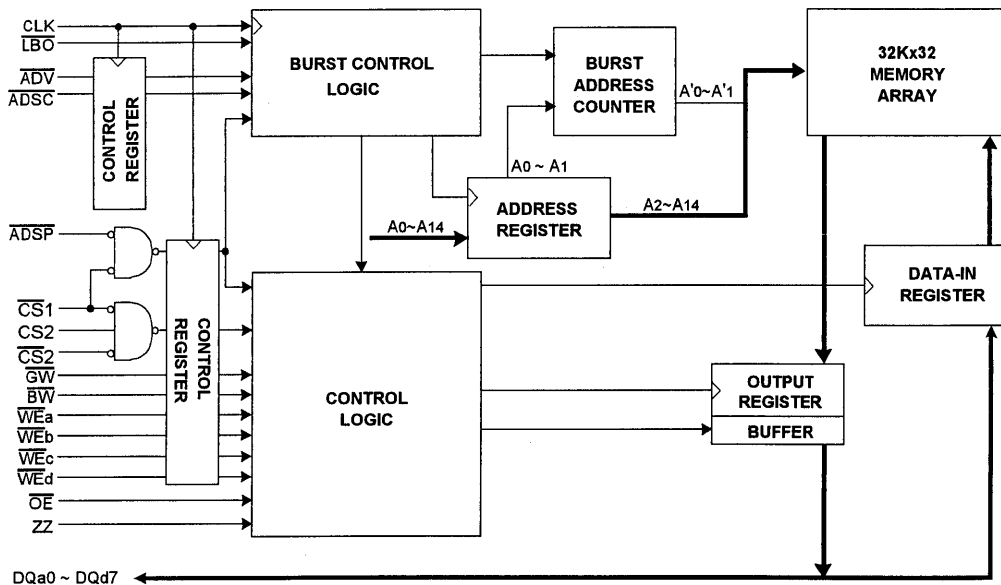 CLK
LBO
ADV
ADSC
CONTROL
REGISTER
BURST CONTROL
LOGIC
BURST
ADDRESS
COUNTER
A'0~A'1
32Kx32
MEMORY
ARRAY
A0 ~ A1
A0~A14
ADDRESS
REGISTER
A2~A14
ADSP
CS1
CS2
CS2
GW
BW
WEa
WEb
WEc
WEd
OE
ZZ
CONTROL
REGISTER
CONTROL
LOGIC
DATA-IN
REGISTER
OUTPUT
REGISTER
BUFFER
DQa0 ~ DQd7